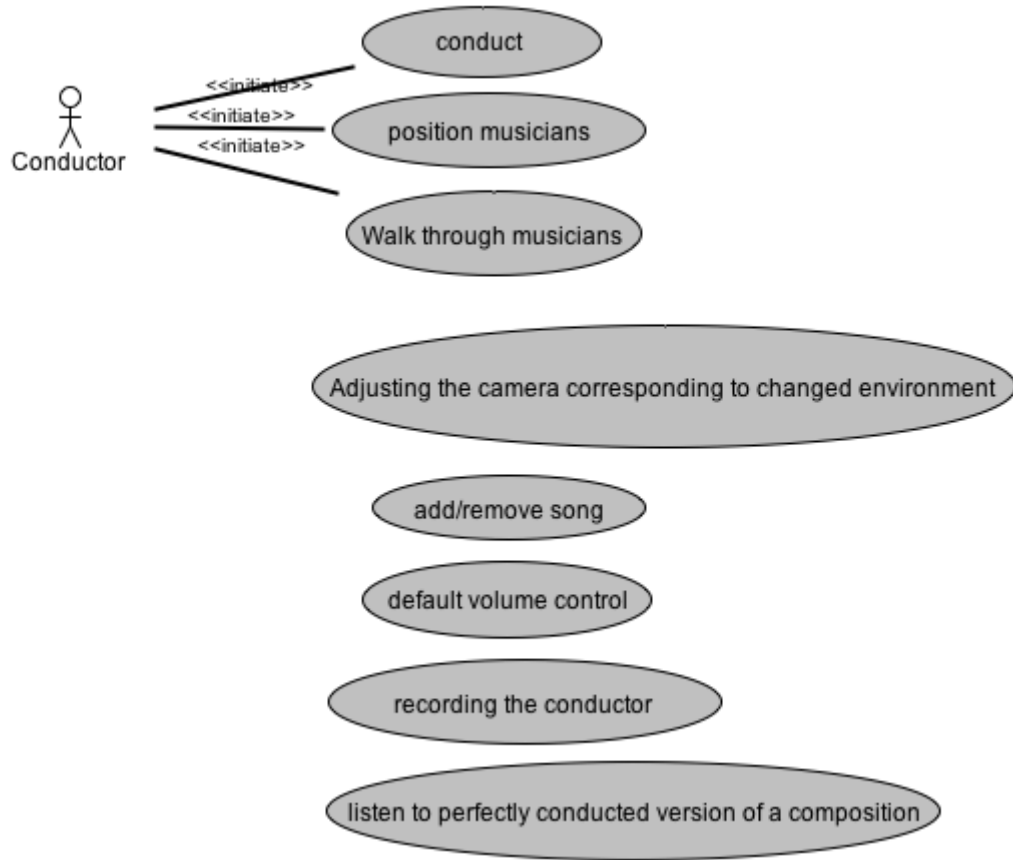 conduct
<<initiate>>
<<initiate>>
position musicians
<<initiate>>
Conductor
Walk through musicians
Adjusting the camera corresponding to changed environment
add/remove song
default volume control
recording the conductor
listen to perfectly conducted version of a composition